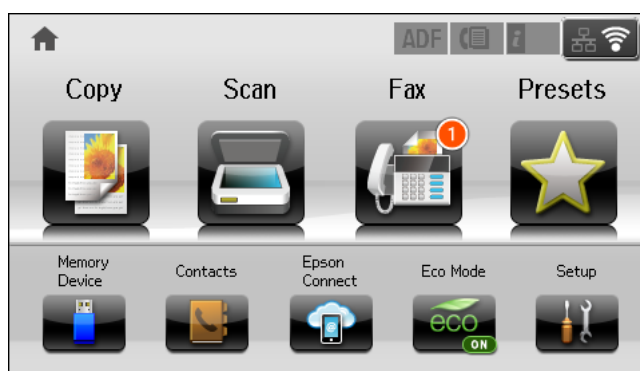 ADF i
Copy Scan Fax Presets
1
Memory
Device
Contacts
Epson
Connect
Eco Mode
Setup
@
eco
ON